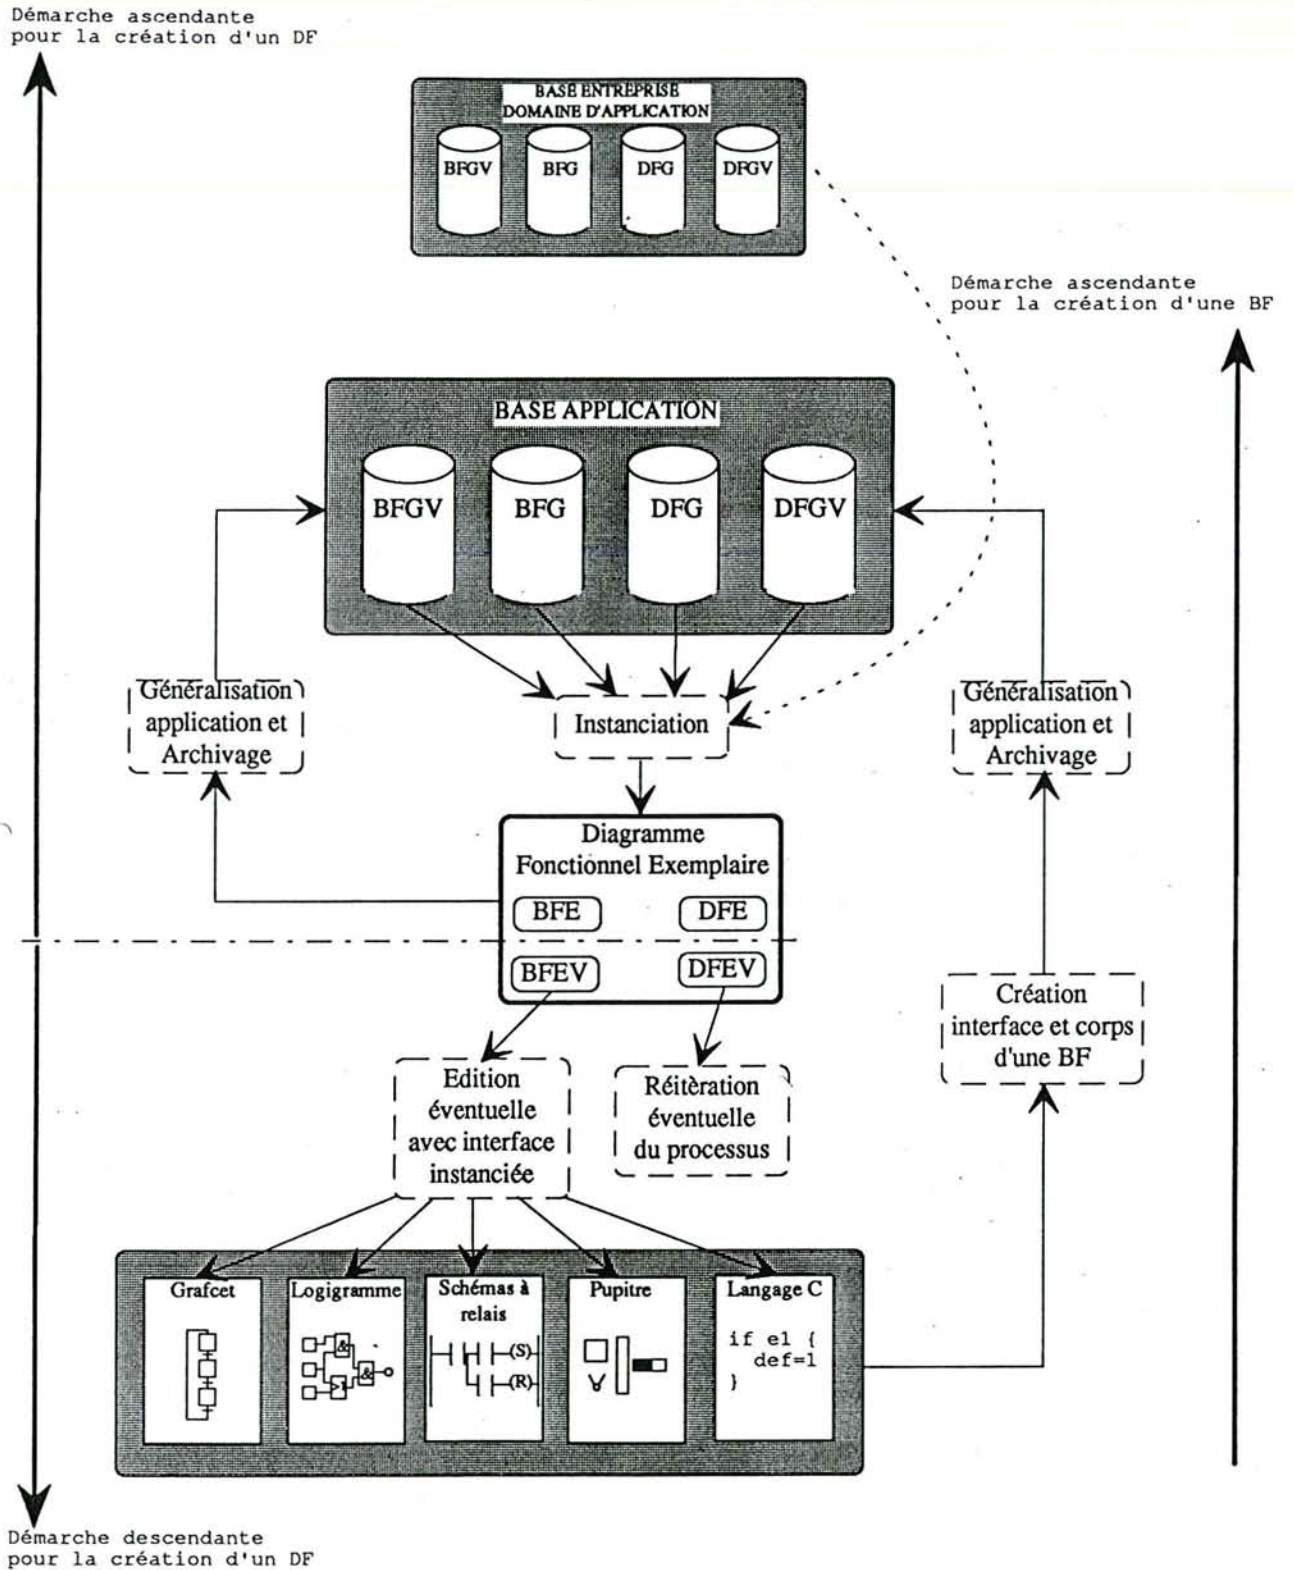 Démarche ascendante
pour la création d'un DF
BASE ENTREPRISE
DOMAINE D'APPLICATION
BFGV
BFG
DFG
DFGV
Démarche ascendante
pour la création d'une BF
BASE APPLICATION
BFGV
BFG
DFG
DFGV
Généralisation
application et
Archivage
Instanciation
Généralisation
application et
Archivage
Diagramme
Fonctionnel Exemplaire
BFE
DFE
BFEV
DFEV
Création
interface et corps
d'une BF
Edition
éventuelle
avec interface
instanciée
Réitèration
éventuelle
du processus
Grafcet
Logigramme
Schémas à
relais
Pupitre
Langage C
&
&
>1
(S)
(R)
if e1 {
def=1
}
Démarche descendante
pour la création d'un DF